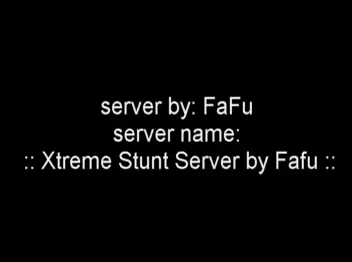 server by: FaFu
server name:
:: Xtreme Stunt Server by Fafu ::